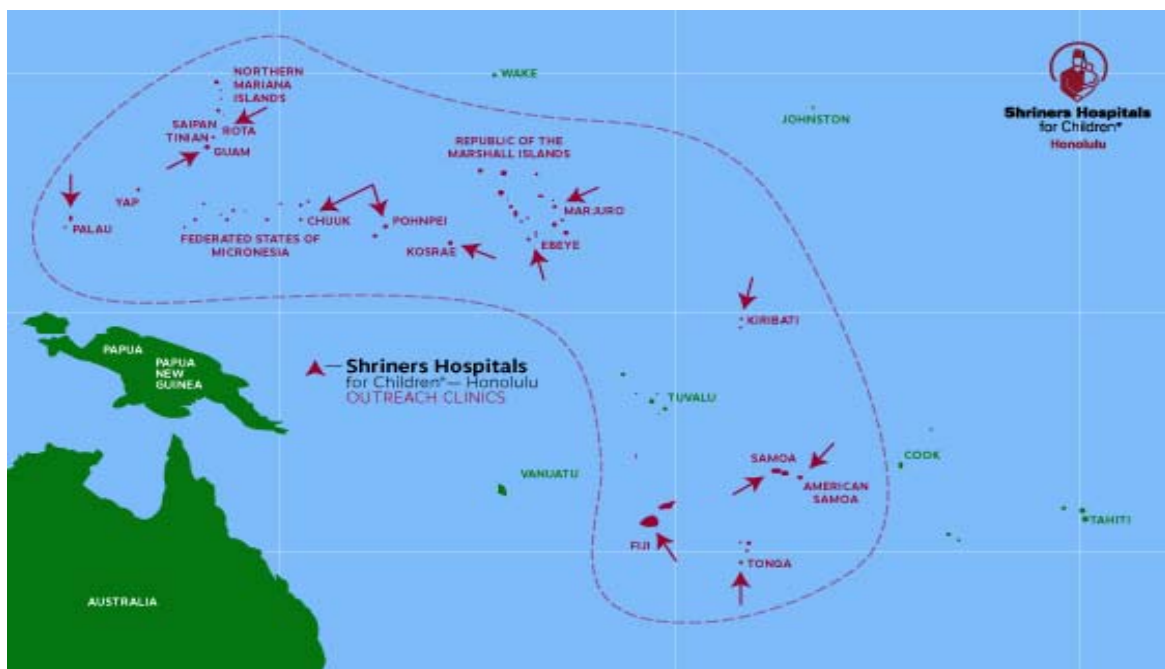 NORTHERN
MARIANA
ISLANDS
SAIPAN
TINIAN
ROTA
GUAM
WAKE
JOHNSTON
Shriners Hospitals
for Children®
Honolulu
REPUBLIC OF THE
MARSHALL ISLANDS
YAP
PALAU
CHUUK
POHNPEI
MARJURO
FEDERATED STATES OF
MICRONESIA
KOSRAE
EBEYE
KIRIBATI
PAPUA
PAPUA
NEW
GUINEA
Shriners Hospitals
for Children®— Honolulu
OUTREACH CLINICS
TUVALU
VANUATU
SAMOA
AMERICAN
SAMOA
COOK
FIJI
TONGA
TAHITI
AUSTRALIA